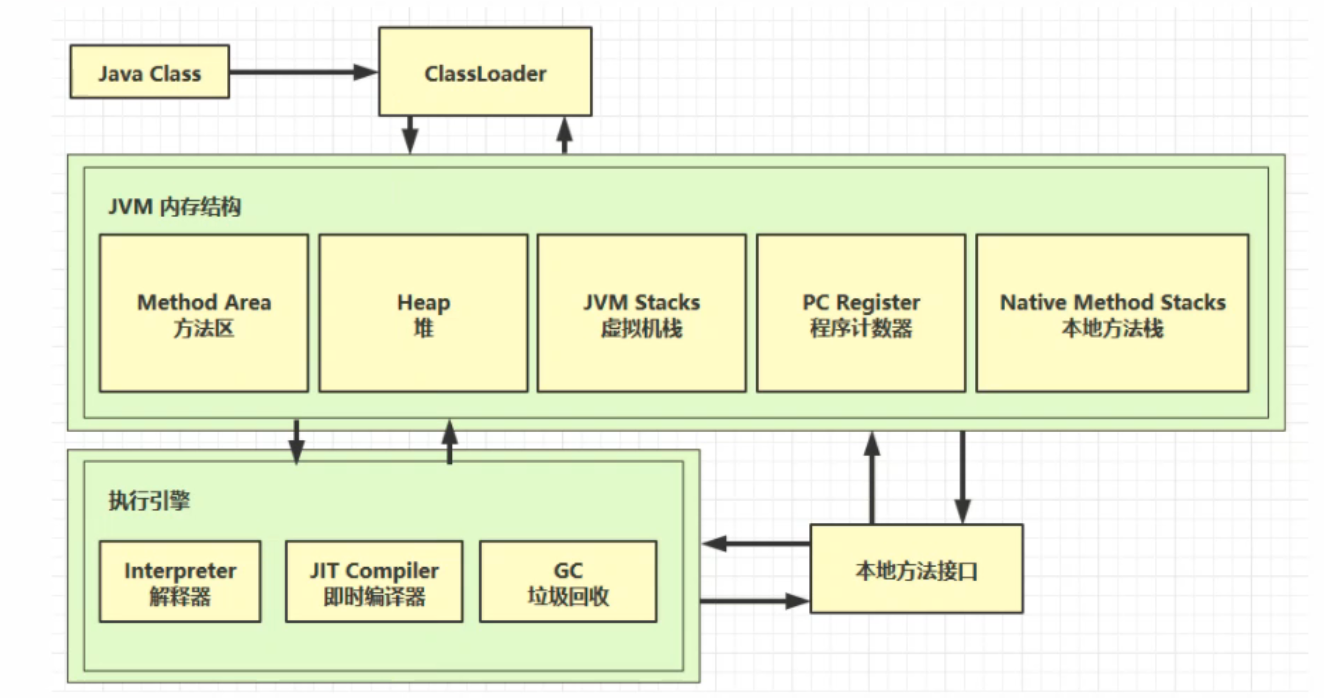 Java Class
ClassLoader
JVM 内存结构
Method Area
方法区
Heap
堆
JVM Stacks
虚拟机栈
PC Register
程序计数器
Native Method Stacks
本地方法栈
执行引擎
Interpreter
解释器
JIT Compiler
即时编译器
GC
垃圾回收
本地方法接口